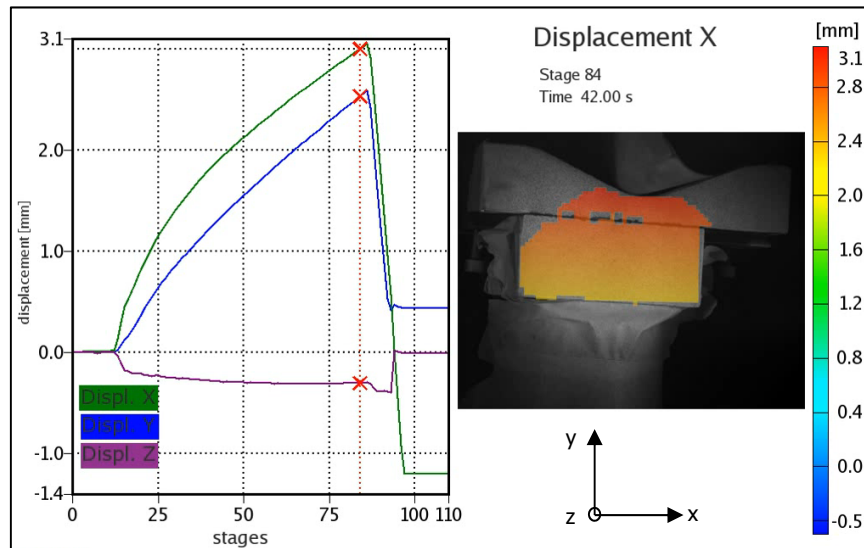 3.1
2.0
1.0
0.0
-1.0
-1.4
displacement [mm]
Displ. X
Displ. Y
Displ. Z
0 25 50 75 100 110
stages
Displacement X
Stage 84
Time 42.00 s
y
z x
[mm]
3.1
2.8
2.4
2.0
1.6
1.2
0.8
0.4
0.0
-0.5